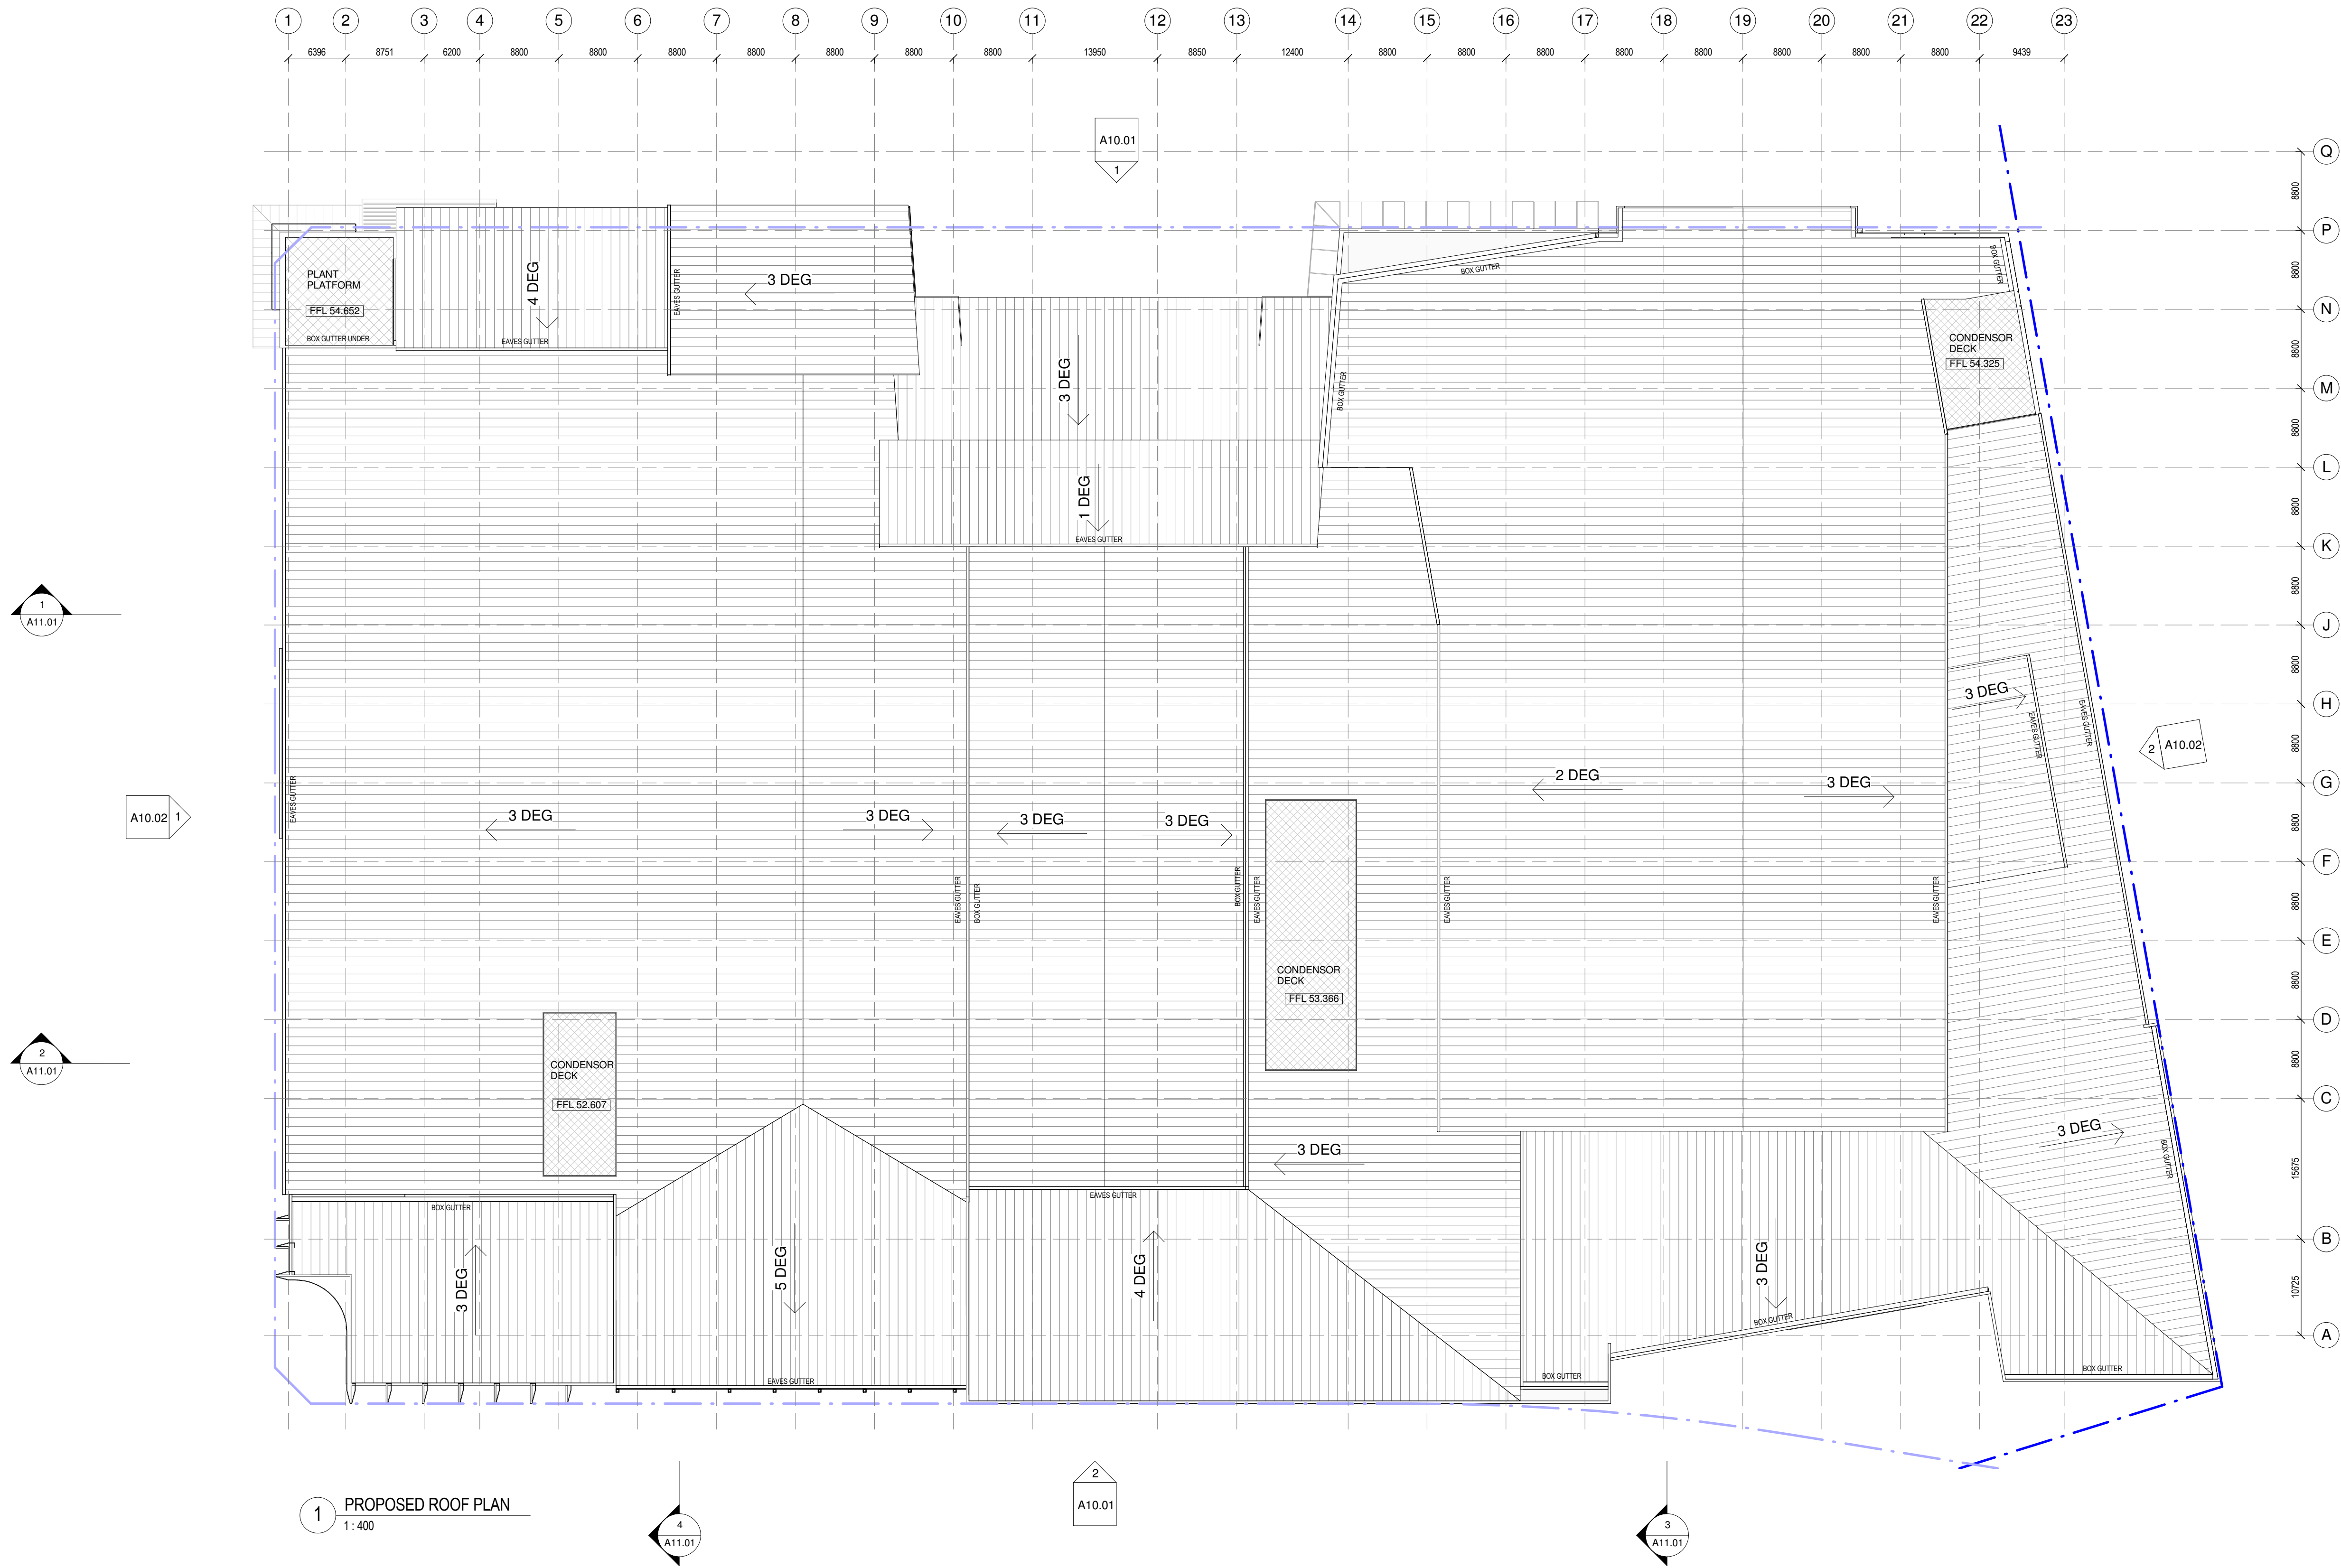 1 2 3 4 5 6 7 8 9 10 11 12 13 14 15 16 17 18 19 20 21 22 23
6396 8751 6200 8800 8800 8800 8800 8800 8800 8800 13950 8850 12400 8800 8800 8800 8800 8800 8800 8800 8800 9439
A10.01
1
Q
8800
P
8800
N
8800
M
8800
L
8800
K
8800
J
8800
H
8800
G
8800
F
8800
E
8800
D
8800
C
15675
B
10725
A
PLANT
PLATFORM
FFL 54.652
BOX GUTTER UNDER
4 DEG
EAVES GUTTER
EAVES GUTTER
3 DEG
3 DEG
1 DEG
EAVES GUTTER
BOX GUTTER
BOX GUTTER
BOX GUTTER
CONDENSOR
DECK
FFL 54.325
1
A11.01
3 DEG
EAVES GUTTER
EAVES GUTTER
2
A10.02
A10.02
1
EAVES GUTTER
3 DEG
3 DEG
3 DEG
3 DEG
2 DEG
3 DEG
EAVES GUTTER
BOX GUTTER
BOX GUTTER
EAVES GUTTER
EAVES GUTTER
EAVES GUTTER
CONDENSOR
DECK
FFL 53.366
2
A11.01
CONDENSOR
DECK
FFL 52.607
3 DEG
3 DEG
BOX GUTTER
BOX GUTTER
EAVES GUTTER
3 DEG
5 DEG
4 DEG
3 DEG
BOX GUTTER
EAVES GUTTER
BOX GUTTER
BOX GUTTER
1
PROPOSED ROOF PLAN
1 : 400
4
A11.01
2
A10.01
3
A11.01